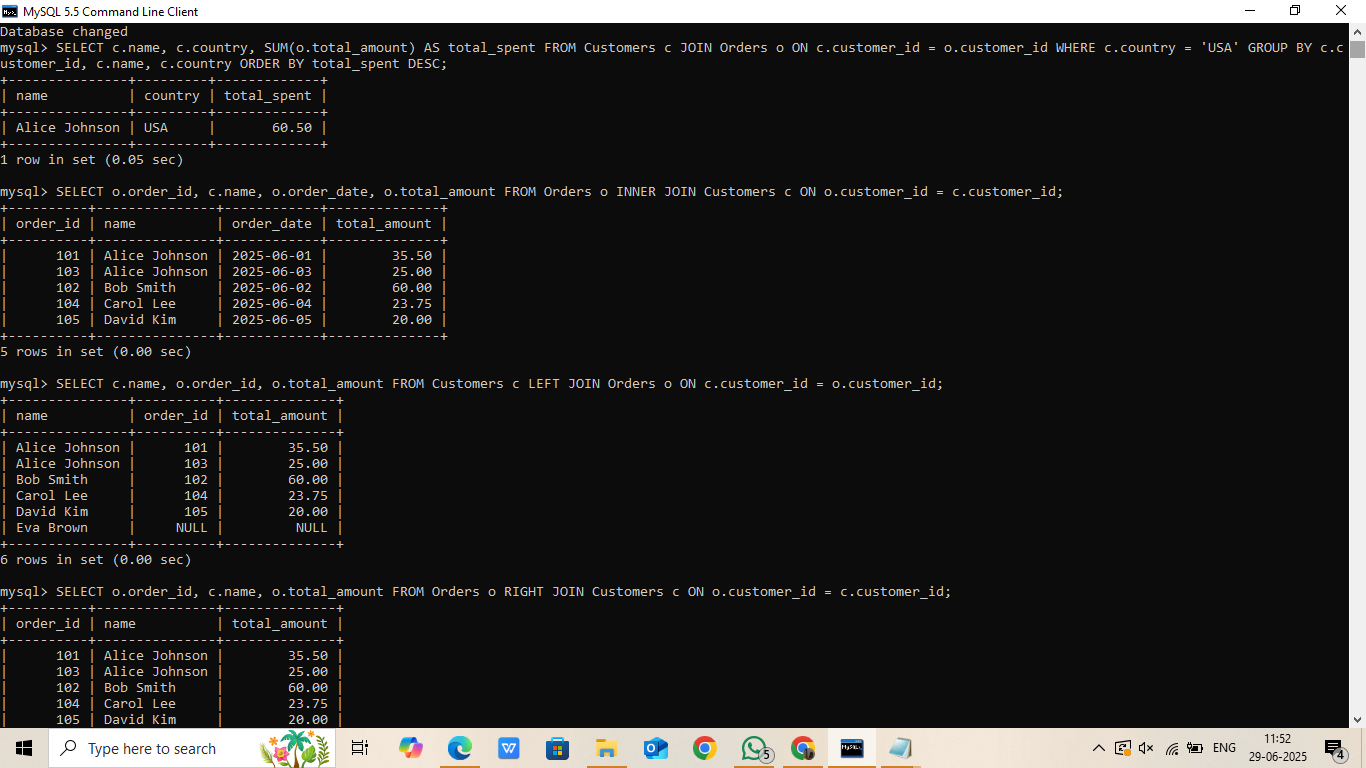 MySQL 5.5 Command Line Client
Database changed
mysql> SELECT c.name, c.country, SUM(o.total_amount) AS total_spent FROM Customers c JOIN Orders o ON c.customer_id = o.customer_id WHERE c.country = 'USA' GROUP BY c.c
ustomer_id, c.name, c.country ORDER BY total_spent DESC;
+---------------+---------+-------------+
| name          | country | total_spent |
+---------------+---------+-------------+
| Alice Johnson | USA     |       60.50 |
+---------------+---------+-------------+
1 row in set (0.05 sec)
mysql> SELECT o.order_id, c.name, o.order_date, o.total_amount FROM Orders o INNER JOIN Customers c ON o.customer_id = c.customer_id;
+----------+---------------+------------+--------------+
| order_id | name          | order_date | total_amount |
+----------+---------------+------------+--------------+
|      101 | Alice Johnson | 2025-06-01 |        35.50 |
|      103 | Alice Johnson | 2025-06-03 |        25.00 |
|      102 | Bob Smith     | 2025-06-02 |        60.00 |
|      104 | Carol Lee     | 2025-06-04 |        23.75 |
|      105 | David Kim     | 2025-06-05 |        20.00 |
+----------+---------------+------------+--------------+
5 rows in set (0.00 sec)
mysql> SELECT c.name, o.order_id, o.total_amount FROM Customers c LEFT JOIN Orders o ON c.customer_id = o.customer_id;
+---------------+----------+--------------+
| name          | order_id | total_amount |
+---------------+----------+--------------+
| Alice Johnson |      101 |        35.50 |
| Alice Johnson |      103 |        25.00 |
| Bob Smith     |      102 |        60.00 |
| Carol Lee     |      104 |        23.75 |
| David Kim     |      105 |        20.00 |
| Eva Brown     |     NULL |         NULL |
+---------------+----------+--------------+
6 rows in set (0.00 sec)
mysql> SELECT o.order_id, c.name, o.total_amount FROM Orders o RIGHT JOIN Customers c ON o.customer_id = c.customer_id;
+----------+---------------+--------------+
| order_id | name          | total_amount |
+----------+---------------+--------------+
|      101 | Alice Johnson |        35.50 |
|      103 | Alice Johnson |        25.00 |
|      102 | Bob Smith     |        60.00 |
|      104 | Carol Lee     |        23.75 |
|      105 | David Kim     |        20.00 |
Type here to search
W
5
MySQL
ENG
11:52
29-06-2025
4